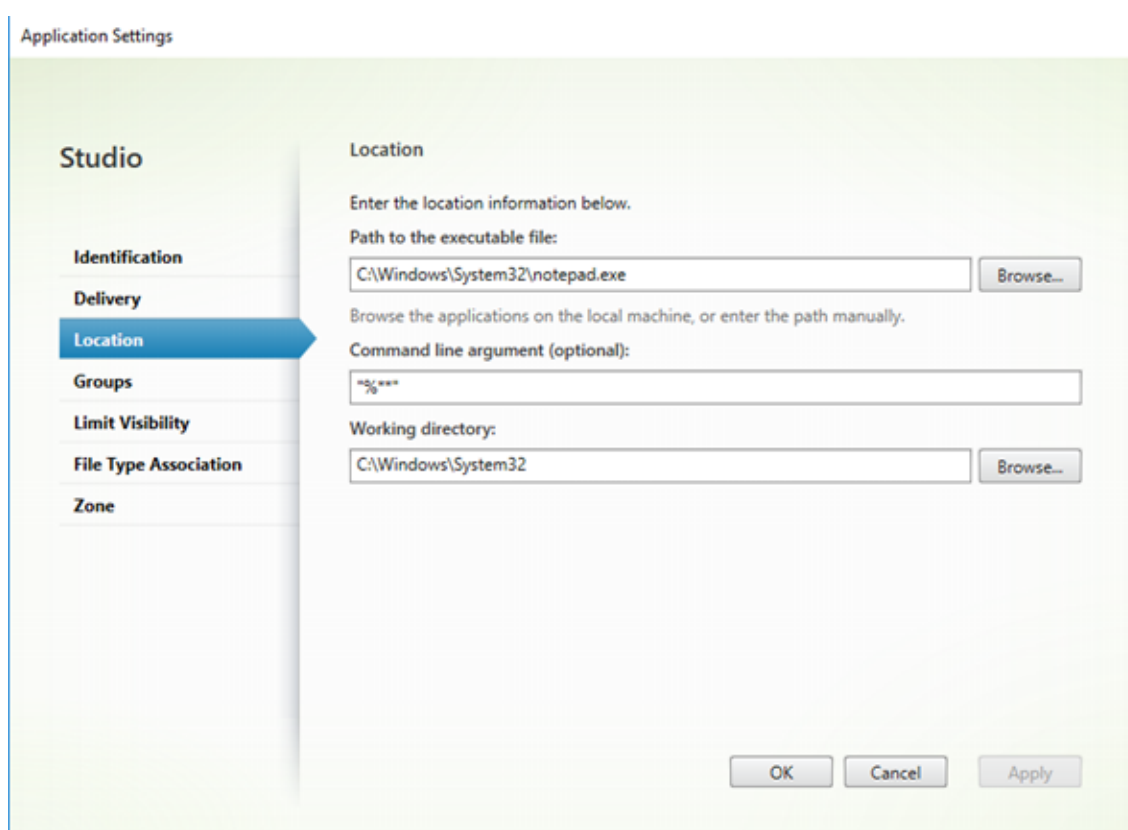 Application Settings
Studio
Identification
Delivery
Location
Groups
Limit Visibility
File Type Association
Zone
Location
Enter the location information below.
Path to the executable file:
C:\Windows\System32\notepad.exe
Browse...
Browse the applications on the local machine, or enter the path manually.
Command line argument (optional):
"%**"
Working directory:
C:\Windows\System32
Browse...
OK
Cancel
Apply